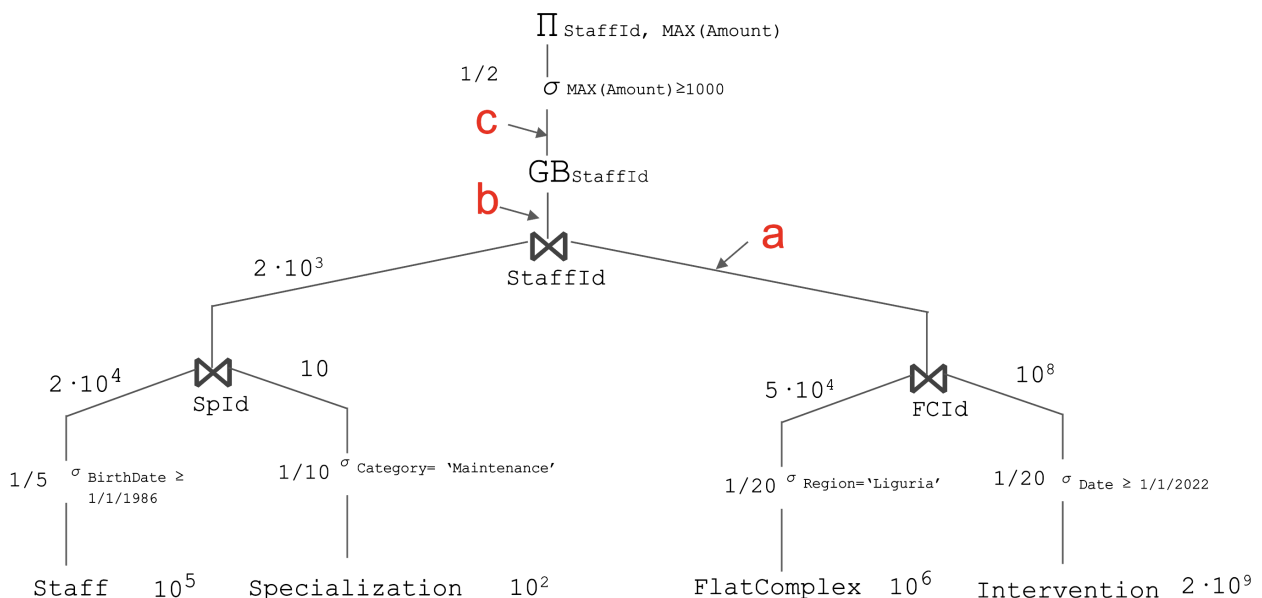 Π StaffId, MAX(Amount)
1/2
σ MAX(Amount)≥1000
c
GB StaffId
b
a
StaffId
2·10³
2·10⁴
10
SpId
5·10⁴
10⁸
FCId
1/5 σ BirthDate ≥
1/1/1986
1/10 σ Category= ‘Maintenance’
1/20 σ Region=‘Liguria’
1/20 σ Date ≥ 1/1/2022
Staff 10⁵ Specialization 10² FlatComplex 10⁶ Intervention 2·10⁹